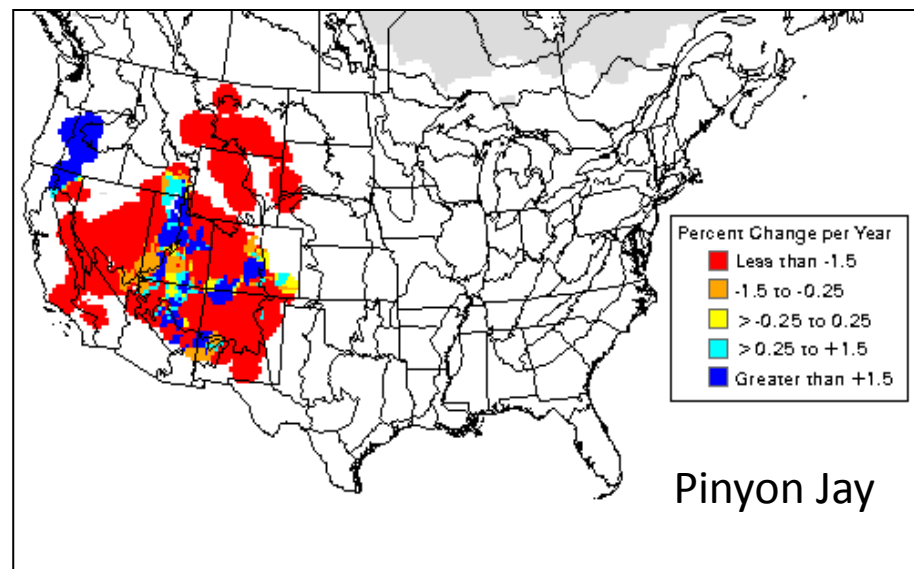 Percent Change per Year
Less than -1.5
-1.5 to -0.25
> -0.25 to 0.25
> 0.25 to +1.5
Greater than +1.5
Pinyon Jay